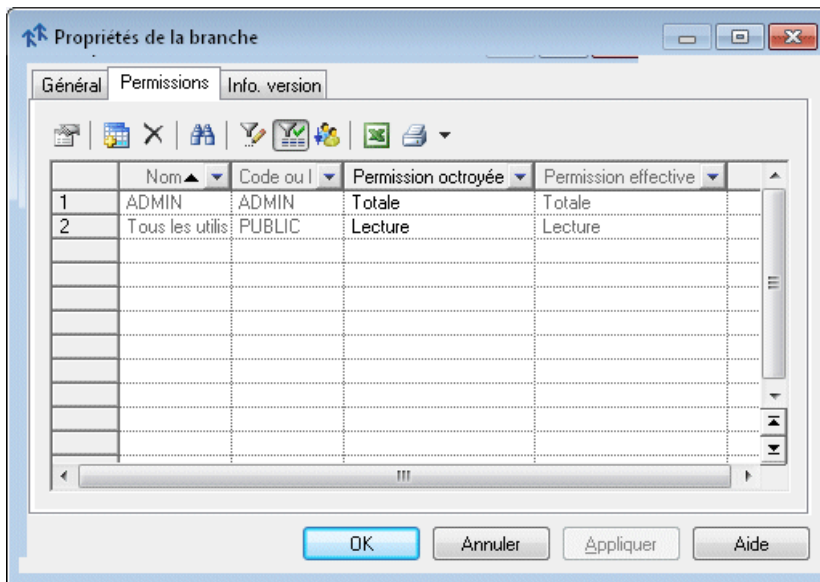 Propriétés de la branche
Général Permissions Info. version
Nom Code ou l Permission octroyée Permission effective
1 ADMIN ADMIN Totale Totale
2 Tous les utilis PUBLIC Lecture Lecture
OK Annuler Appliquer Aide